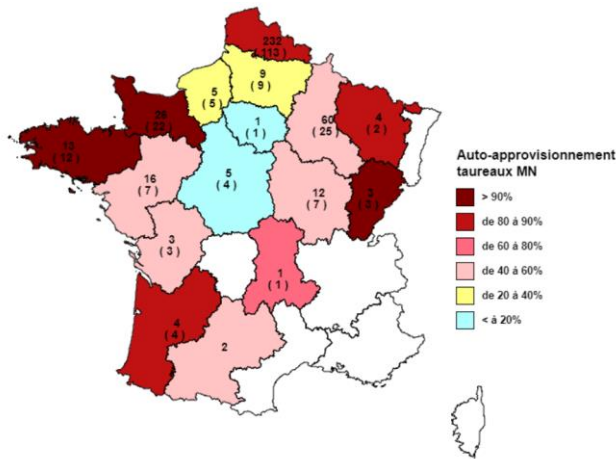 232
( 113 )
9
( 9 )
5
( 5 )
60
( 25 )
4
( 2 )
1
( 1 )
( 22 )
13
( 12 )
16
( 7 )
5
( 4 )
12
( 7 )
3
( 3 )
1
( 1 )
4
( 4 )
2
Auto-approvisionnement
taureaux MN
> 90%
de 80 à 90%
de 60 à 80%
de 40 à 60%
de 20 à 40%
< à 20%